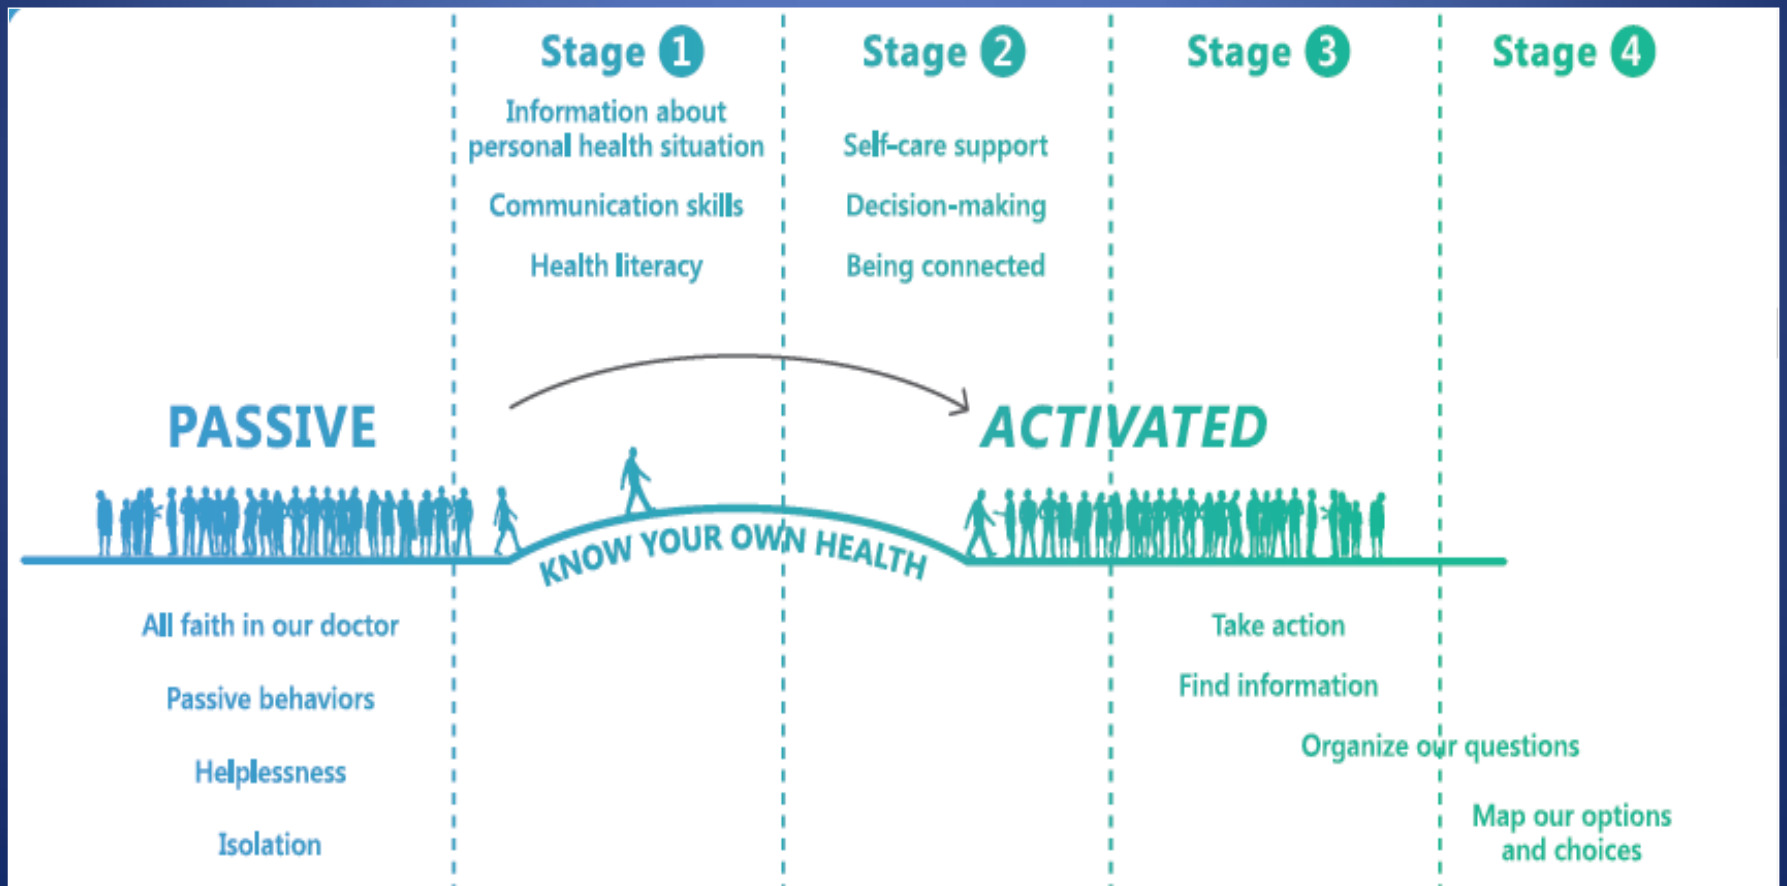 Stage 1
Stage 2
Stage 3
Stage 4
Information about
personal health situation
Communication skills
Health literacy
Self-care support
Decision-making
Being connected
PASSIVE
ACTIVATED
KNOW YOUR OWN HEALTH
All faith in our doctor
Passive behaviors
Helplessness
Isolation
Take action
Find information
Organize our questions
Map our options
and choices